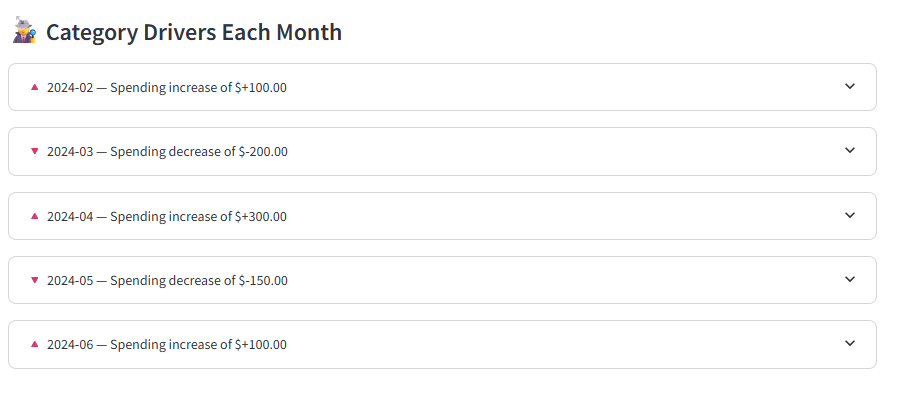 Category Drivers Each Month
2024-02 — Spending increase of $+100.00
2024-03 — Spending decrease of $-200.00
2024-04 — Spending increase of $+300.00
2024-05 — Spending decrease of $-150.00
2024-06 — Spending increase of $+100.00